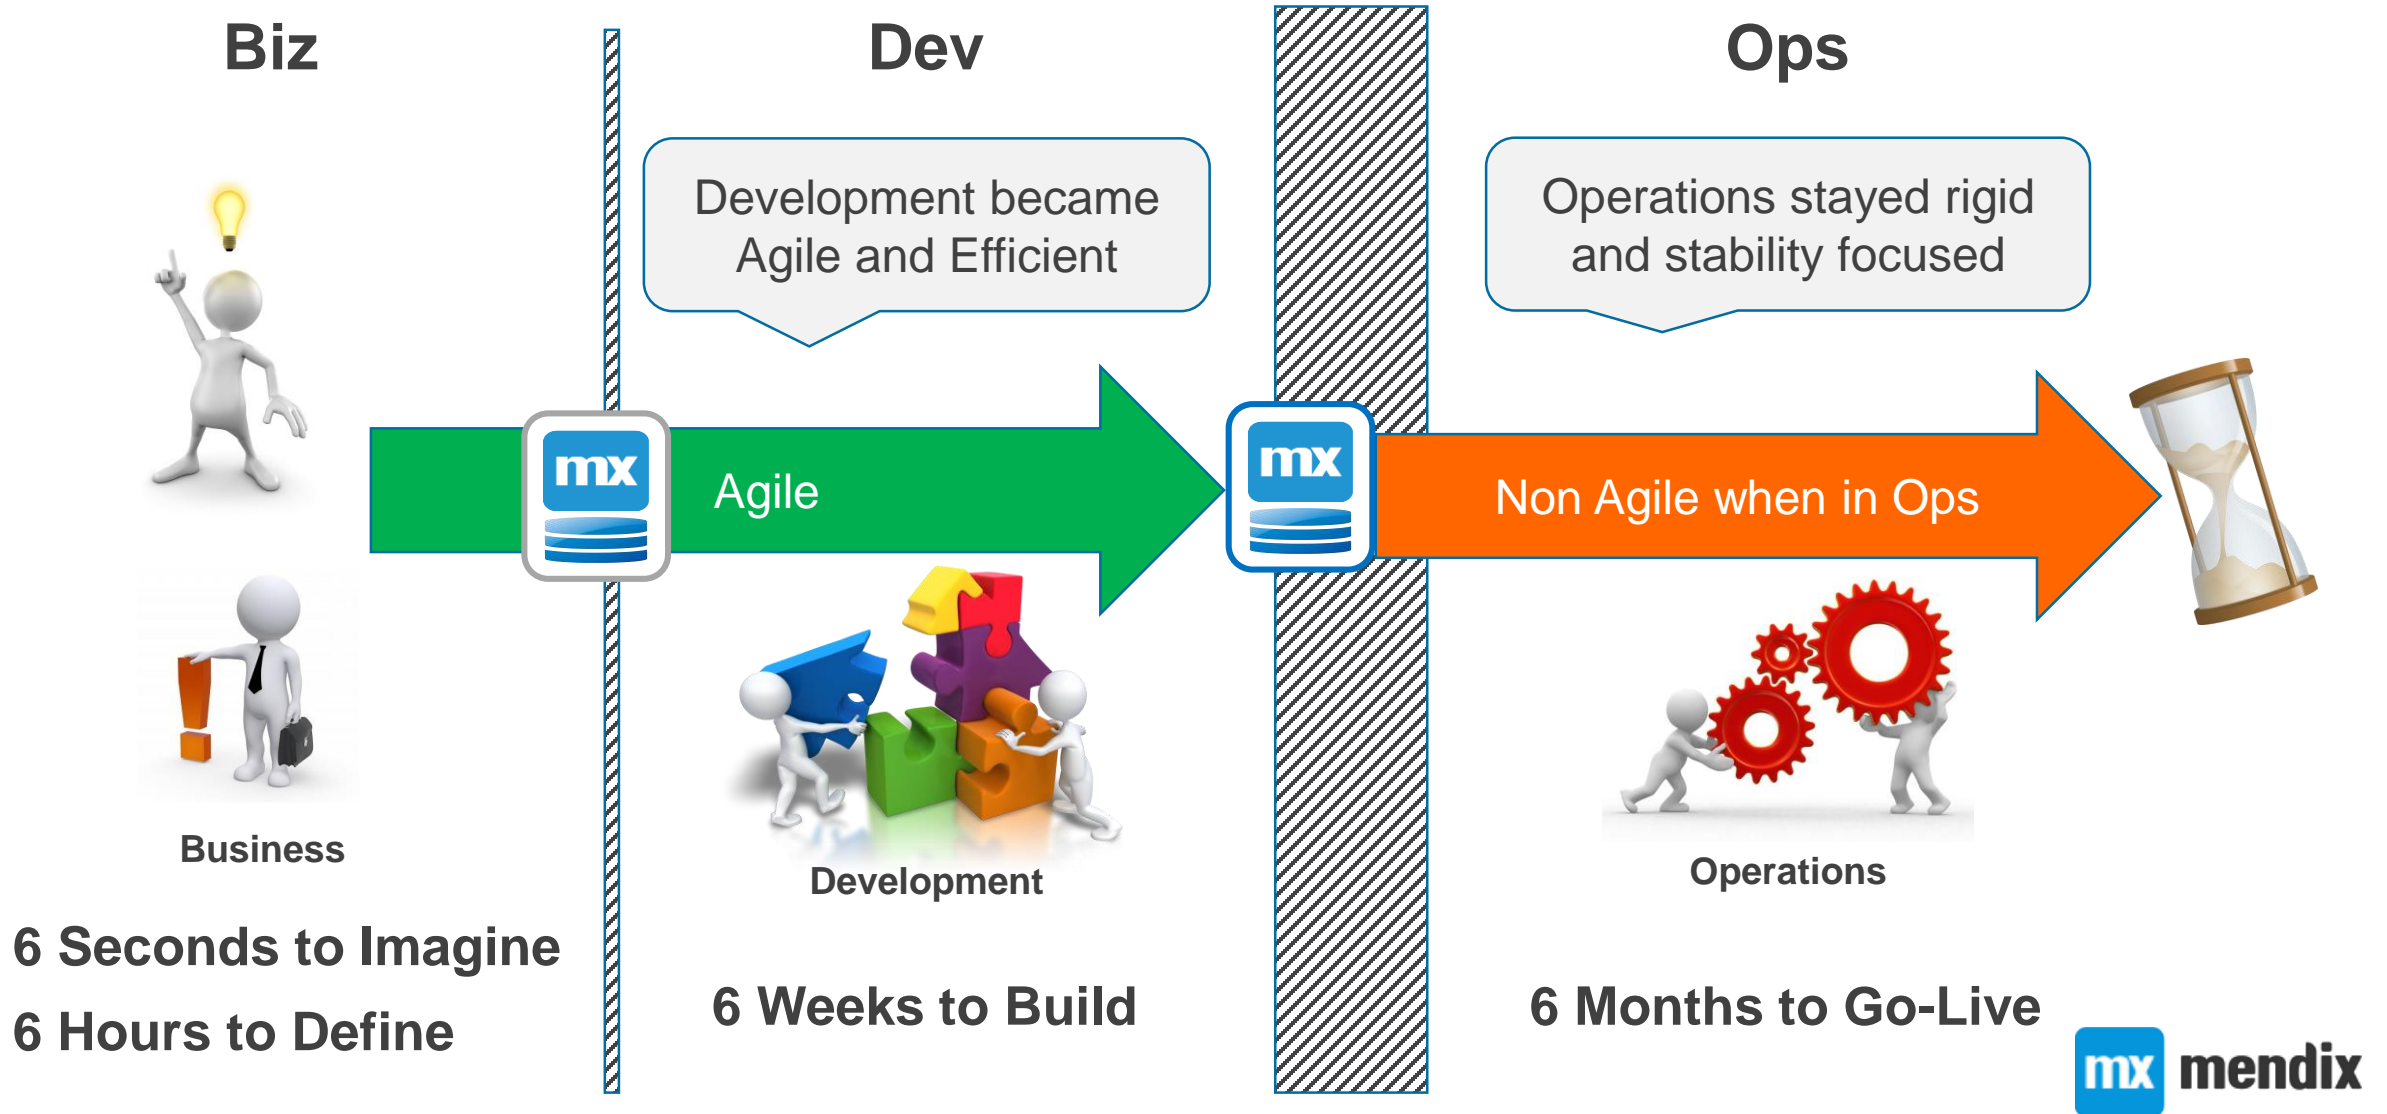 Biz
Dev
Ops
Development became
Agile and Efficient
Operations stayed rigid
and stability focused
mx
Agile
mx
Non Agile when in Ops
Business
Development
Operations
6 Seconds to Imagine
6 Hours to Define
6 Weeks to Build
6 Months to Go-Live
mx mendix